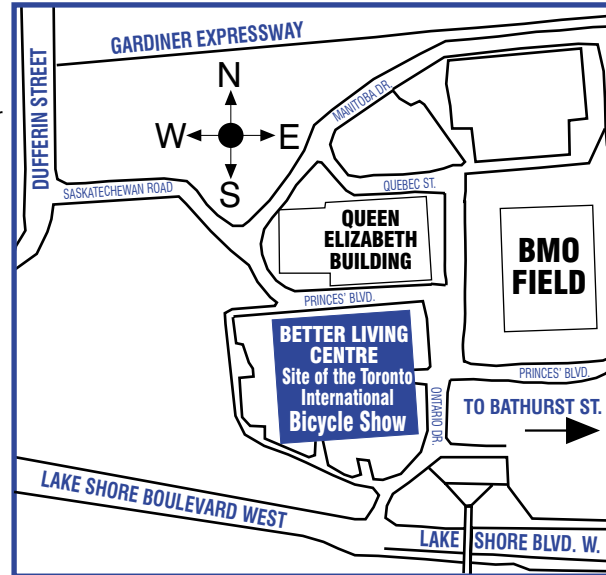 GARDINER EXPRESSWAY
DUFFERIN STREET
N
W
E
S
MANITOBA DR.
SASKATCHEWAN ROAD
QUEBEC ST.
QUEEN
ELIZABETH
BUILDING
BMO
FIELD
PRINCES' BLVD.
BETTER LIVING
CENTRE
Site of the Toronto
International
Bicycle Show
PRINCES' BLVD.
ONTARIO DR.
TO BATHURST ST.
LAKE SHORE BOULEVARD WEST
LAKE SHORE BLVD. W.